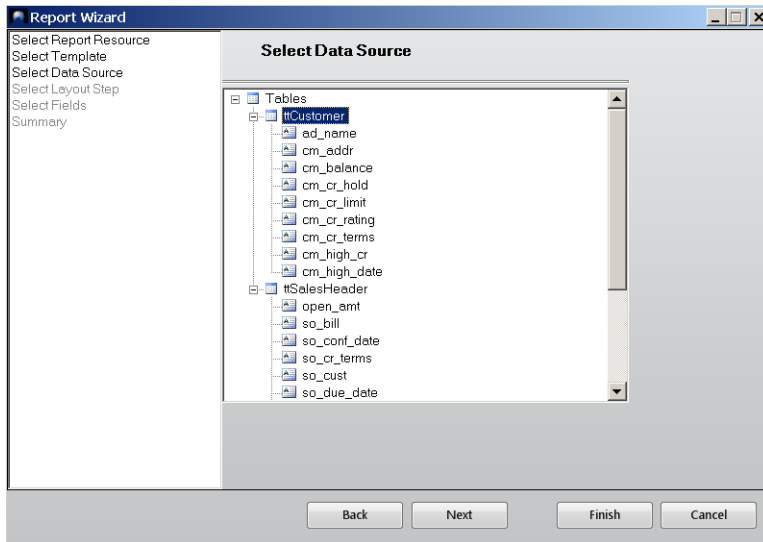 Report Wizard
Select Report Resource
Select Template
Select Data Source
Select Layout Step
Select Fields
Summary
Select Data Source
Tables
ttCustomer
ad_name
cm_addr
cm_balance
cm_cr_hold
cm_cr_limit
cm_cr_rating
cm_cr_terms
cm_high_cr
cm_high_date
ttSalesHeader
open_amt
so_bill
so_conf_date
so_cr_terms
so_cust
so_due_date
Back Next Finish Cancel